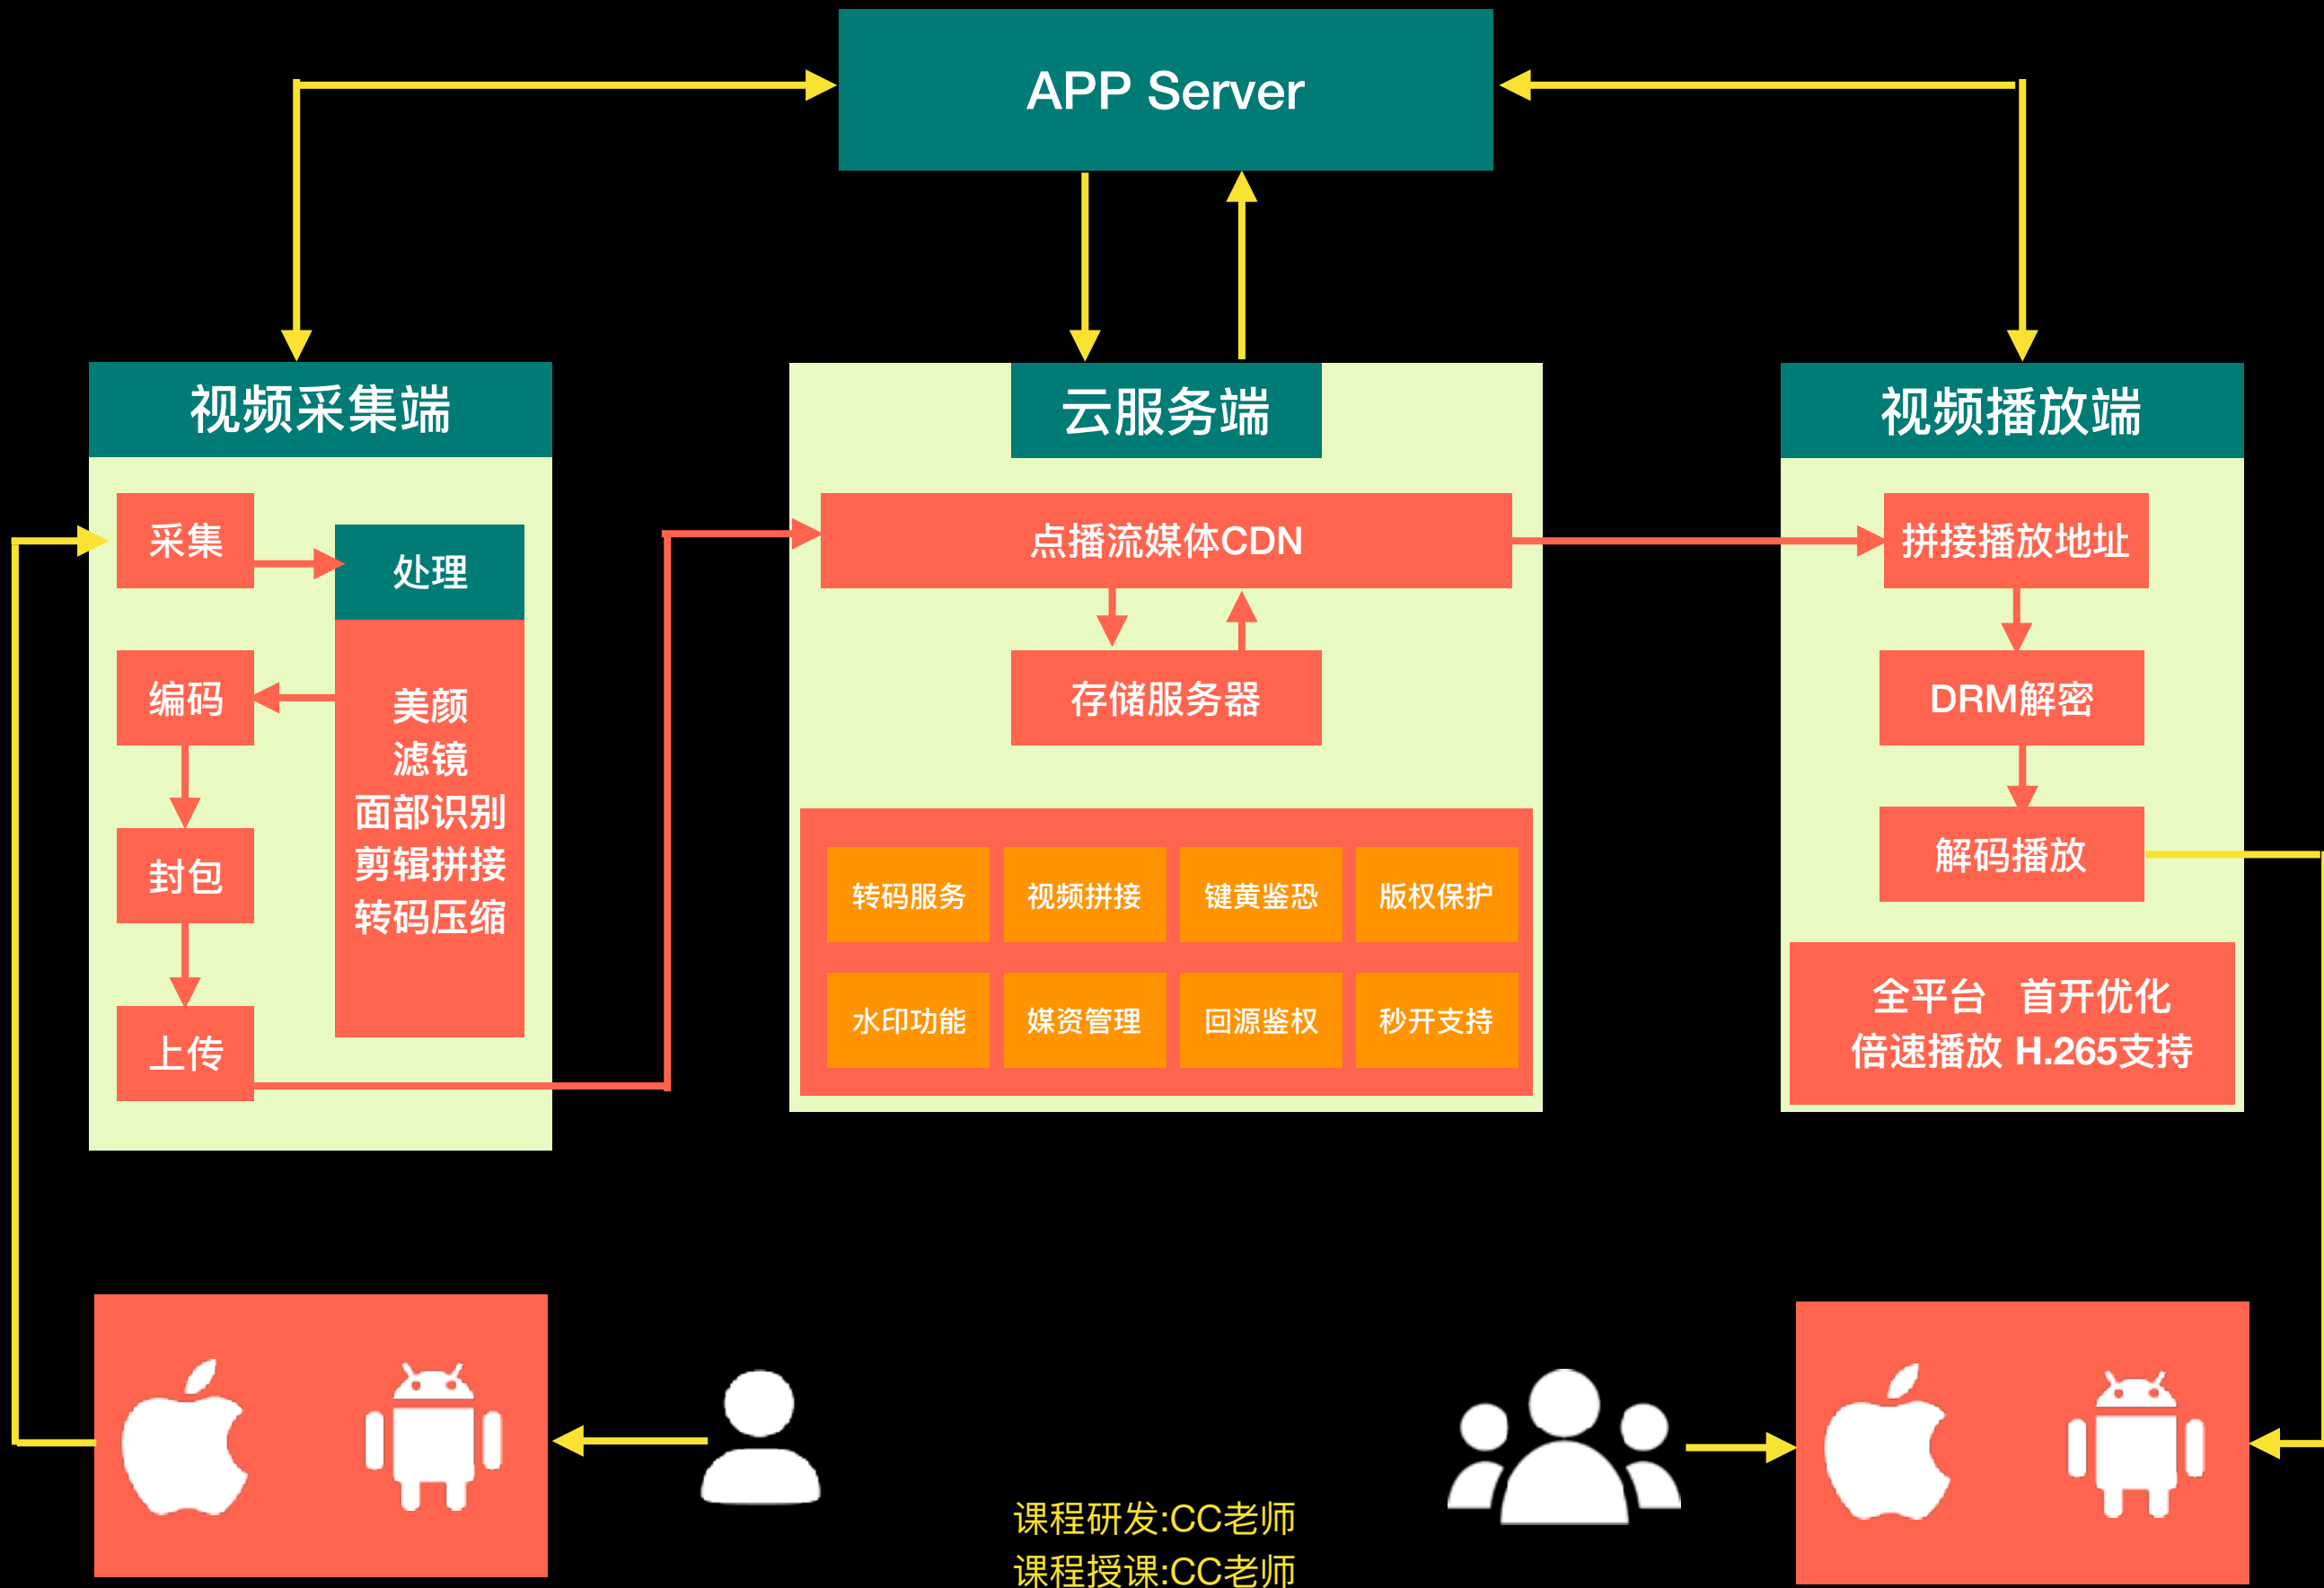 APP Server
视频采集端
采集
处理
编码
美颜
滤镜
面部识别
剪辑拼接
转码压缩
封包
上传
云服务端
点播流媒体CDN
存储服务器
转码服务
视频拼接
键黄鉴恐
版权保护
水印功能
媒资管理
回源鉴权
秒开支持
视频播放端
拼接播放地址
DRM解密
解码播放
全平台 首开优化
倍速播放 H.265支持
课程研发:CC老师
课程授课:CC老师